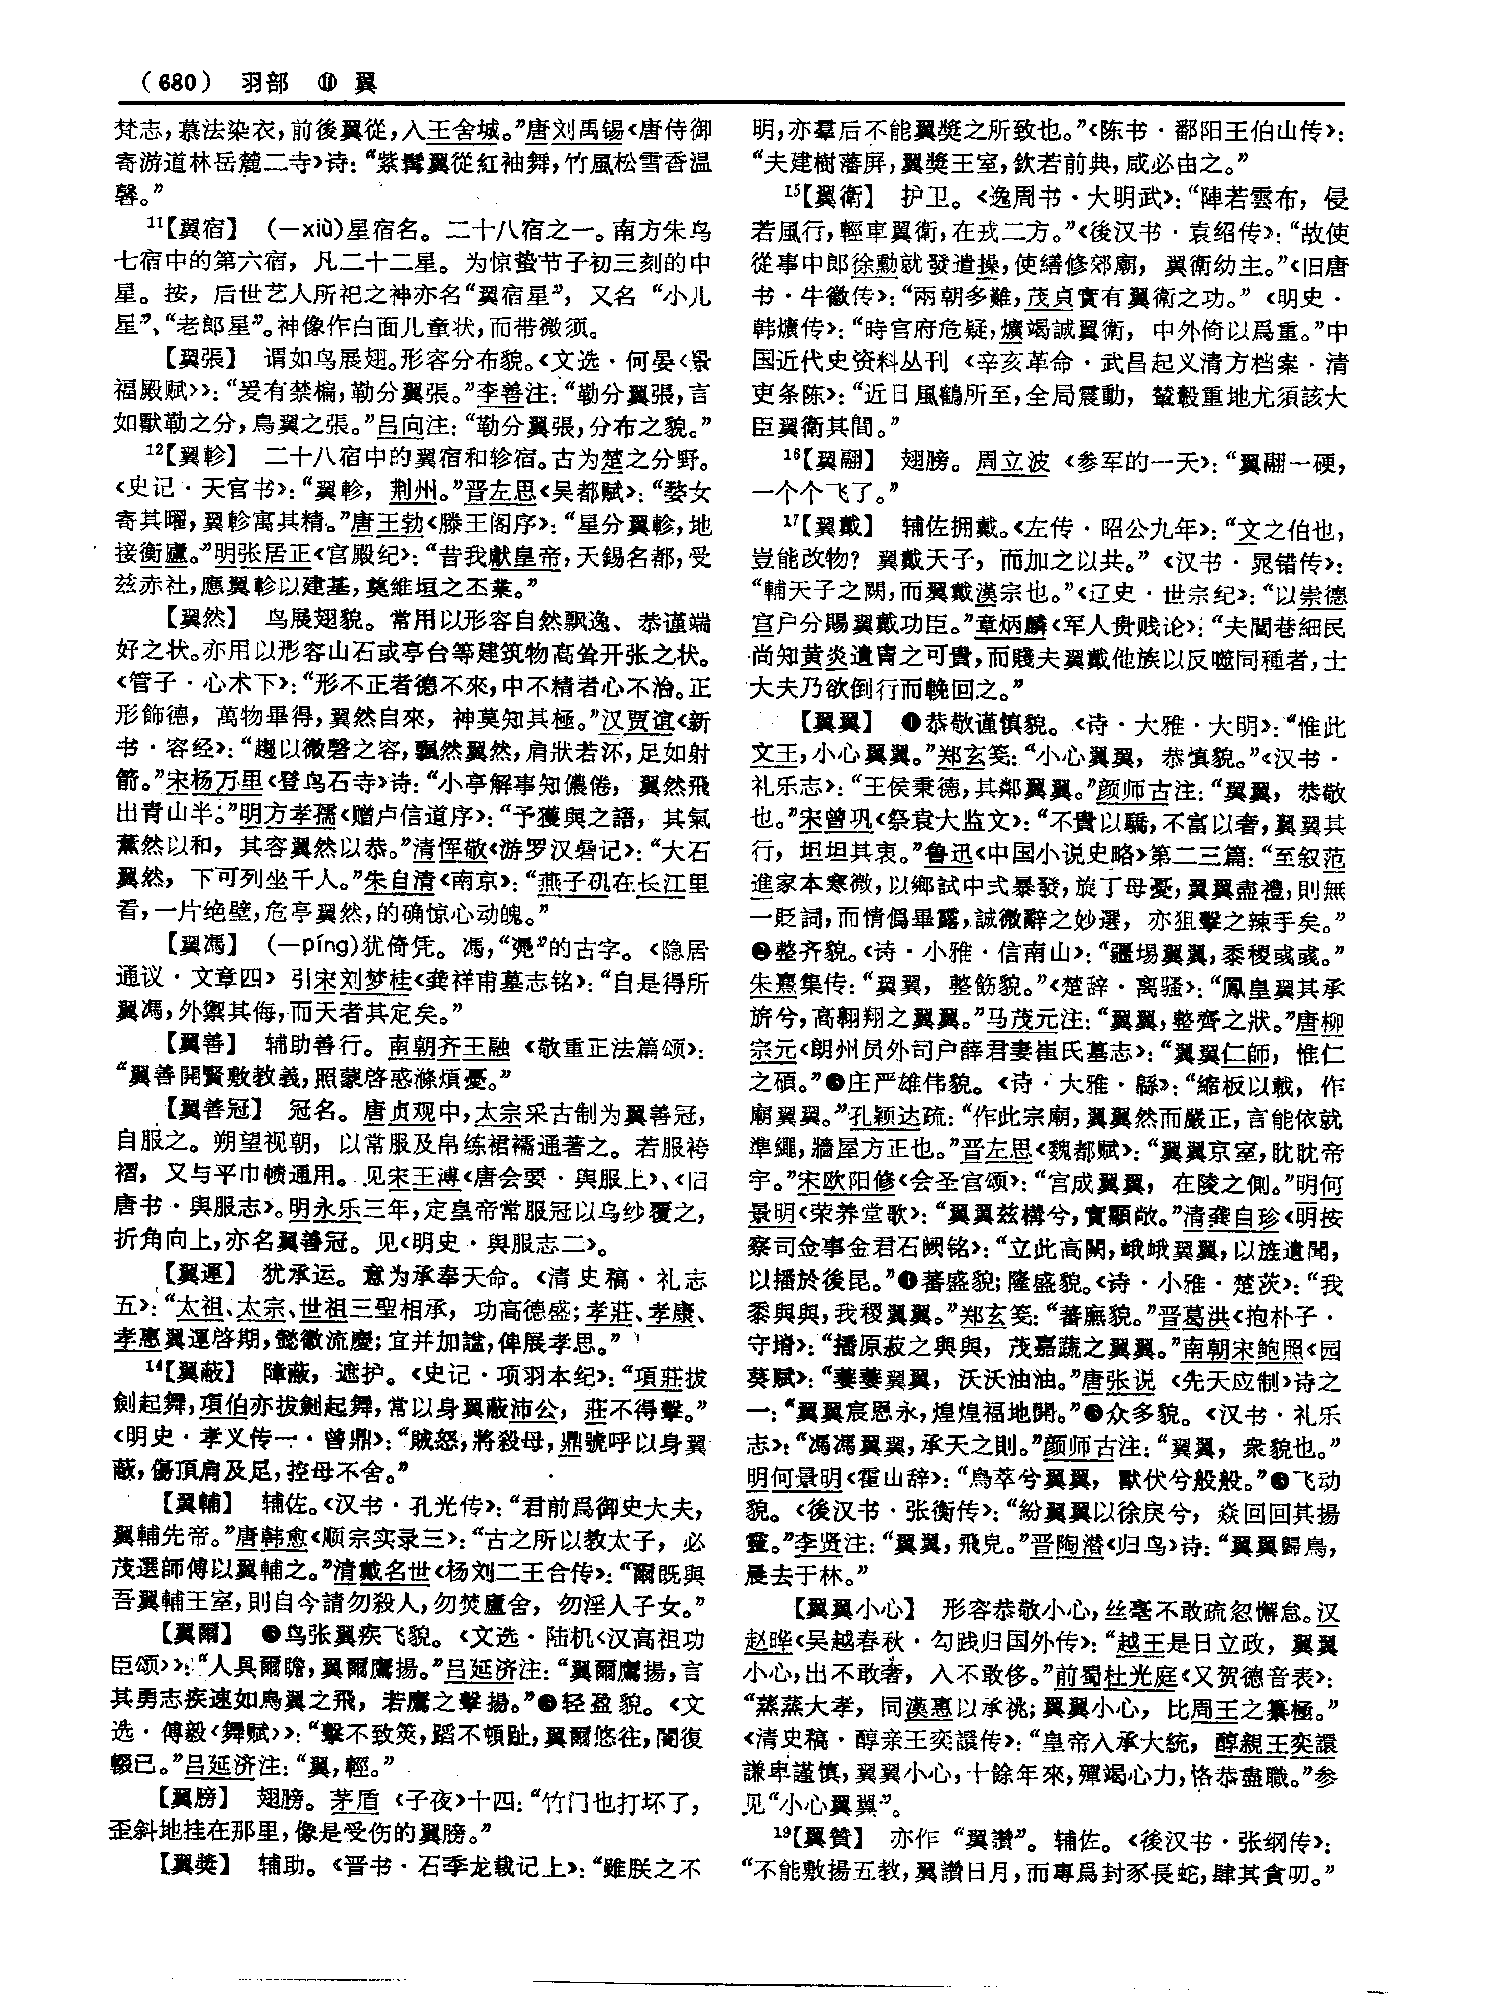 （680） 羽部 ⑪ 翼
梵志，慕法染衣，前後翼從，入王舍城。”唐刘禹锡《唐侍御
寄游道林岳麓二寺》诗：“紫髯翼從紅袖舞，竹風松雪香温
馨。”
11【翼宿】 （—xiù）星宿名。二十八宿之一。南方朱鸟
七宿中的第六宿，凡二十二星。为惊蛰节子初三刻的中
星。按，后世艺人所祀之神亦名“翼宿星”，又名“小儿
星”、“老郎星”。神像作白面儿童状，而带微须。
【翼張】 谓如鸟展翅。形容分布貌。《文选·何晏〈景
福殿赋〉》：“爰有禁楄，勒分翼張。”李善注：“勒分翼張，言
如獸勒之分，鳥翼之張。”吕向注：“勒分翼張，分布之貌。”
12【翼軫】 二十八宿中的翼宿和轸宿。古为楚之分野。
《史记·天官书》：“翼軫，荆州。”晋左思《吴都赋》：“婺女
寄其曜，翼軫寓其精。”唐王勃《滕王阁序》：“星分翼軫，地
接衡廬。”明张居正《宫殿纪》：“昔我獻皇帝，天錫名都，受
兹赤社，應翼軫以建基，奠維垣之丕業。”
【翼然】 鸟展翅貌。常用以形容自然飘逸、恭谨端
好之状。亦用以形容山石或亭台等建筑物高耸开张之状。
《管子·心术下》：“形不正者德不來，中不精者心不治。正
形飾德，萬物畢得，翼然自來，神莫知其極。”汉贾谊《新
书·容经》：“趨以微磬之容，飄然翼然，肩狀若沠，足如射
箭。”宋杨万里《登乌石寺》诗：“小亭解事知儂倦，翼然飛
出青山半。”明方孝孺《赠卢信道序》：“予獲與之語，其氣
薰然以和，其容翼然以恭。”清恽敬《游罗汉岩记》：“大石
翼然，下可列坐千人。”朱自清《南京》：“燕子矶在长江里
看，一片绝壁，危亭翼然，的确惊心动魄。”
【翼馮】 （—píng）犹倚凭。馮，“凴”的古字。《隐居
通议·文章四》引宋刘梦桂《龚祥甫墓志铭》：“自是得所
翼馮，外禦其侮，而天者其定矣。”
【翼善】 辅助善行。南朝齐王融《敬重正法篇颂》：
“翼善開賢敷教義，照蒙啓惑滌煩憂。”
【翼善冠】 冠名。唐贞观中，太宗采古制为翼善冠，
自服之。朔望视朝，以常服及帛练裙襦通著之。若服袴
褶，又与平巾帻通用。见宋王溥《唐会要·舆服上》、《旧
唐书·舆服志》。明永乐三年，定皇帝常服冠以乌纱覆之，
折角向上，亦名翼善冠。见《明史·舆服志二》。
【翼運】 犹承运。意为承奉天命。《清史稿·礼志
五》：“太祖、太宗、世祖三聖相承，功高德盛；孝莊、孝康、
孝惠翼運啓期，懿徽流慶；宜并加謚，俾展孝思。”
14【翼蔽】 障蔽，遮护。《史记·项羽本纪》：“項莊拔
劍起舞，項伯亦拔劍起舞，常以身翼蔽沛公，莊不得擊。”
《明史·孝义传一·曾鼎》：“賊怒，將殺母，鼎號呼以身翼
蔽，傷頂肩及足，控母不舍。”
【翼輔】 辅佐。《汉书·孔光传》：“君前爲御史大夫，
翼輔先帝。”唐韩愈《顺宗实录三》：“古之所以教太子，必
茂選師傅以翼輔之。”清戴名世《杨刘二王合传》：“爾既與
吾翼輔王室，則自今請勿殺人，勿焚廬舍，勿淫人子女。”
【翼爾】 ❶鸟张翼疾飞貌。《文选·陆机〈汉高祖功
臣颂〉》：“人具爾瞻，翼爾鷹揚。”吕延济注：“翼爾鷹揚，言
其勇志疾速如鳥翼之飛，若鷹之擊揚。”❷轻盈貌。《文
选·傅毅〈舞赋〉》：“擊不致筴，蹈不頓趾，翼爾悠往，闇復
輟已。”吕延济注：“翼，輕。”
【翼膀】 翅膀。茅盾《子夜》十四：“竹门也打坏了，
歪斜地挂在那里，像是受伤的翼膀。”
【翼奬】 辅助。《晋书·石季龙载记上》：“雖朕之不
明，亦羣后不能翼奬之所致也。”《陈书·鄱阳王伯山传》：
“夫建樹藩屏，翼奬王室，欽若前典，咸必由之。”
15【翼衛】 护卫。《逸周书·大明武》：“陣若雲布，侵
若風行，輕車翼衛，在戎二方。”《後汉书·袁绍传》：“故使
從事中郎徐勳就發遣操，使繕修郊廟，翼衛幼主。”《旧唐
书·牛徽传》：“兩朝多難，茂貞實有翼衛之功。”《明史·
韩爌传》：“時宫府危疑，爌竭誠翼衛，中外倚以爲重。”中
国近代史资料丛刊《辛亥革命·武昌起义清方档案·清
吏条陈》：“近日風鶴所至，全局震動，輦轂重地尤須該大
臣翼衛其間。”
16【翼翮】 翅膀。周立波《参军的一天》：“翼翮一硬，
一个个飞了。”
17【翼戴】 辅佐拥戴。《左传·昭公九年》：“文之伯也，
豈能改物？翼戴天子，而加之以共。”《汉书·晁错传》：
“輔天子之闕，而翼戴漢宗也。”《辽史·世宗纪》：“以崇德
宫户分賜翼戴功臣。”章炳麟《军人贵贱论》：“夫閭巷細民
尚知黄炎遺胄之可貴，而賤夫翼戴他族以反噬同種者，士
大夫乃欲倒行而輓回之。”
【翼翼】 ❶恭敬谨慎貌。《诗·大雅·大明》：“惟此
文王，小心翼翼。”郑玄笺：“小心翼翼，恭慎貌。”《汉书·
礼乐志》：“王侯秉德，其鄰翼翼。”颜师古注：“翼翼，恭敬
也。”宋曾巩《祭袁大监文》：“不貴以驕，不富以奢，翼翼其
行，坦坦其衷。”鲁迅《中国小说史略》第二三篇：“至叙范
進家本寒微，以鄉試中式暴發，旋丁母憂，翼翼盡禮，則無
一貶詞，而情僞畢露，誠微辭之妙選，亦狙擊之辣手矣。”
❷整齐貌。《诗·小雅·信南山》：“疆埸翼翼，黍稷彧彧。”
朱熹集传：“翼翼，整飭貌。”《楚辞·离骚》：“鳳皇翼其承
旂兮，高翱翔之翼翼。”马茂元注：“翼翼，整齊之狀。”唐柳
宗元《朗州员外司户薛君妻崔氏墓志》：“翼翼仁師，惟仁
之碩。”❸庄严雄伟貌。《诗·大雅·緜》：“縮板以載，作
廟翼翼。”孔颖达疏：“作此宗廟，翼翼然而嚴正，言能依就
準繩，牆屋方正也。”晋左思《魏都赋》：“翼翼京室，眈眈帝
宇。”宋欧阳修《会圣宫颂》：“宫成翼翼，在陵之側。”明何
景明《荣养堂歌》：“翼翼兹構兮，實顯敞。”清龚自珍《明按
察司佥事金君石阙铭》：“立此高闕，峨峨翼翼，以旌遺聞，
以播於後昆。”❹蕃盛貌；隆盛貌。《诗·小雅·楚茨》：“我
黍與與，我稷翼翼。”郑玄笺：“蕃廡貌。”晋葛洪《抱朴子·
守塉》：“播原菽之與與，茂嘉蔬之翼翼。”南朝宋鲍照《园
葵赋》：“萋萋翼翼，沃沃油油。”唐张说《先天应制》诗之
一：“翼翼宸恩永，煌煌福地開。”❺众多貌。《汉书·礼乐
志》：“馮馮翼翼，承天之則。”颜师古注：“翼翼，衆貌也。”
明何景明《霍山辞》：“鳥萃兮翼翼，獸伏兮般般。”❻飞动
貌。《後汉书·张衡传》：“紛翼翼以徐戾兮，焱回回其揚
靈。”李贤注：“翼翼，飛皃。”晋陶潜《归鸟》诗：“翼翼歸鳥，
晨去于林。”
【翼翼小心】 形容恭敬小心，丝毫不敢疏忽懈怠。汉
赵晔《吴越春秋·勾践归国外传》：“越王是日立政，翼翼
小心，出不敢奢，入不敢侈。”前蜀杜光庭《又贺德音表》：
“蒸蒸大孝，同漢惠以承祧；翼翼小心，比周王之纂極。”
《清史稿·醇亲王奕譞传》：“皇帝入承大統，醇親王奕譞
謙卑謹慎，翼翼小心，十餘年來，殫竭心力，恪恭盡職。”参
见“小心翼翼”。
19【翼贊】 亦作“翼讚”。辅佐。《後汉书·张纲传》：
“不能敷揚五教，翼讚日月，而專爲封豕長蛇，肆其貪叨。”